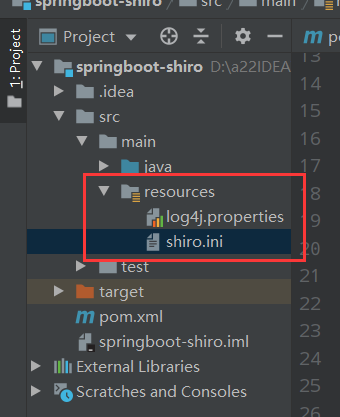 springboot-shiro src main
1: Project
Project
springboot-shiro D:\a22IDEA
.idea
src
main
java
resources
log4j.properties
shiro.ini
test
target
pom.xml
springboot-shiro.iml
External Libraries
Scratches and Consoles
po
13
14
15
16
17
18
19
20
21
22
23
24
25
26